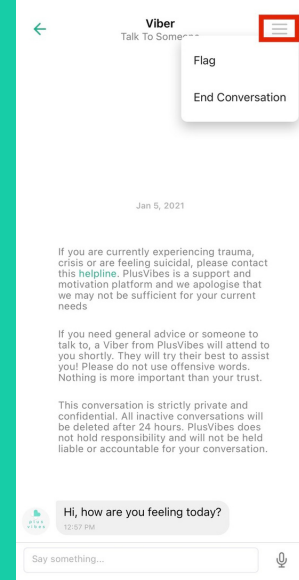 Viber
Talk To Someone
Flag
End Conversation
Jan 5, 2021
If you are currently experiencing trauma,
crisis or are feeling suicidal, please contact
this helpline. PlusVibes is a support and
motivation platform and we apologise that
we may not be sufficient for your current
needs
If you need general advice or someone to
talk to, a Viber from PlusVibes will attend to
you shortly. They will try their best to assist
you! Please do not use offensive words.
Nothing is more important than your trust.
This conversation is strictly private and
confidential. All inactive conversations will
be deleted after 24 hours. PlusVibes does
not hold responsibility and will not be held
liable or accountable for your conversation.
plus
vibes
Hi, how are you feeling today?
12:57 PM
Say something...